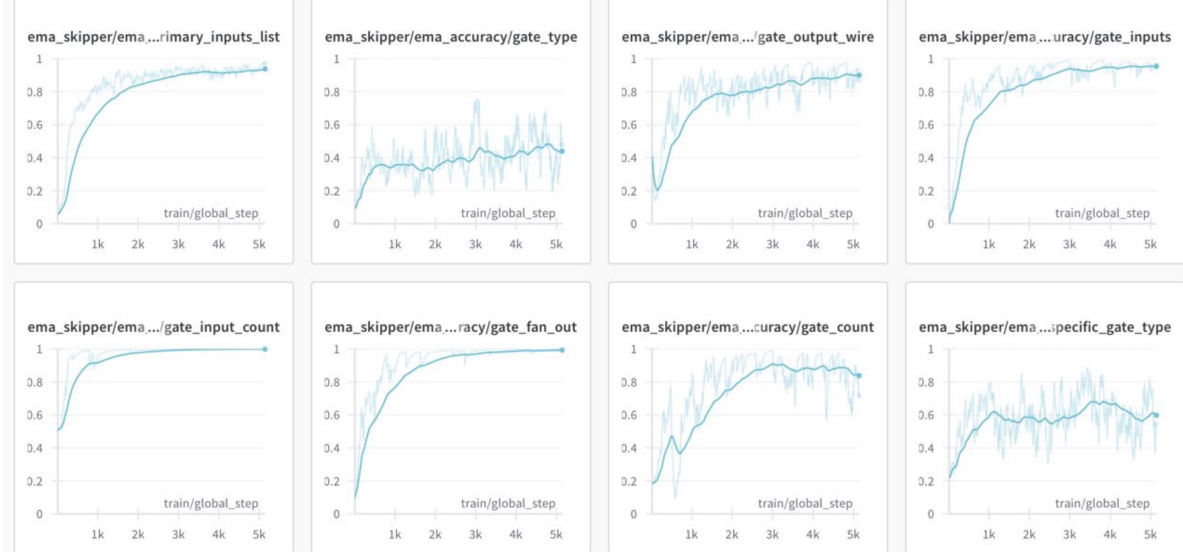 ema_skipper/ema_...rimary_inputs_list
1
0.8
0.6
0.4
0.2
0
train/global_step
1k 2k 3k 4k 5k
ema_skipper/ema_accuracy/gate_type
1
0.8
0.6
0.4
0.2
0
train/global_step
1k 2k 3k 4k 5k
ema_skipper/ema_.../gate_output_wire
1
0.8
0.6
0.4
0.2
0
train/global_step
1k 2k 3k 4k 5k
ema_skipper/ema_...uracy/gate_inputs
1
0.8
0.6
0.4
0.2
0
train/global_step
1k 2k 3k 4k 5k
ema_skipper/ema_.../gate_input_count
1
0.8
0.6
0.4
0.2
0
train/global_step
1k 2k 3k 4k 5k
ema_skipper/ema_...racy/gate_fan_out
1
0.8
0.6
0.4
0.2
0
train/global_step
1k 2k 3k 4k 5k
ema_skipper/ema_...curacy/gate_count
1
0.8
0.6
0.4
0.2
0
train/global_step
1k 2k 3k 4k 5k
ema_skipper/ema_...specific_gate_type
1
0.8
0.6
0.4
0.2
0
train/global_step
1k 2k 3k 4k 5k